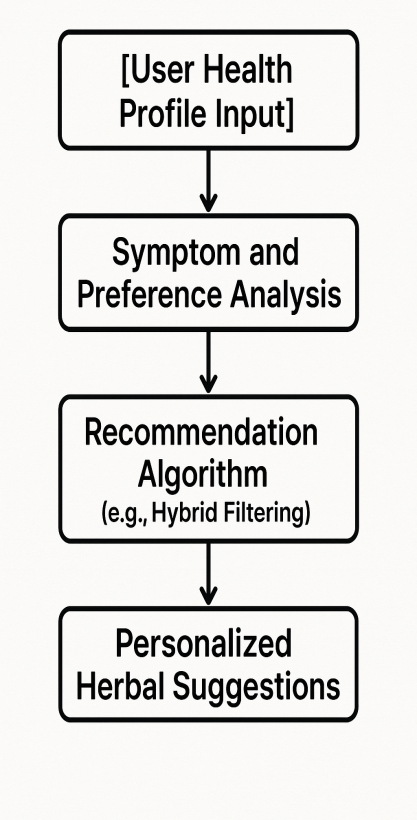 [User Health
Profile Input]
Symptom and
Preference Analysis
Recommendation
Algorithm
(e.g., Hybrid Filtering)
Personalized
Herbal Suggestions